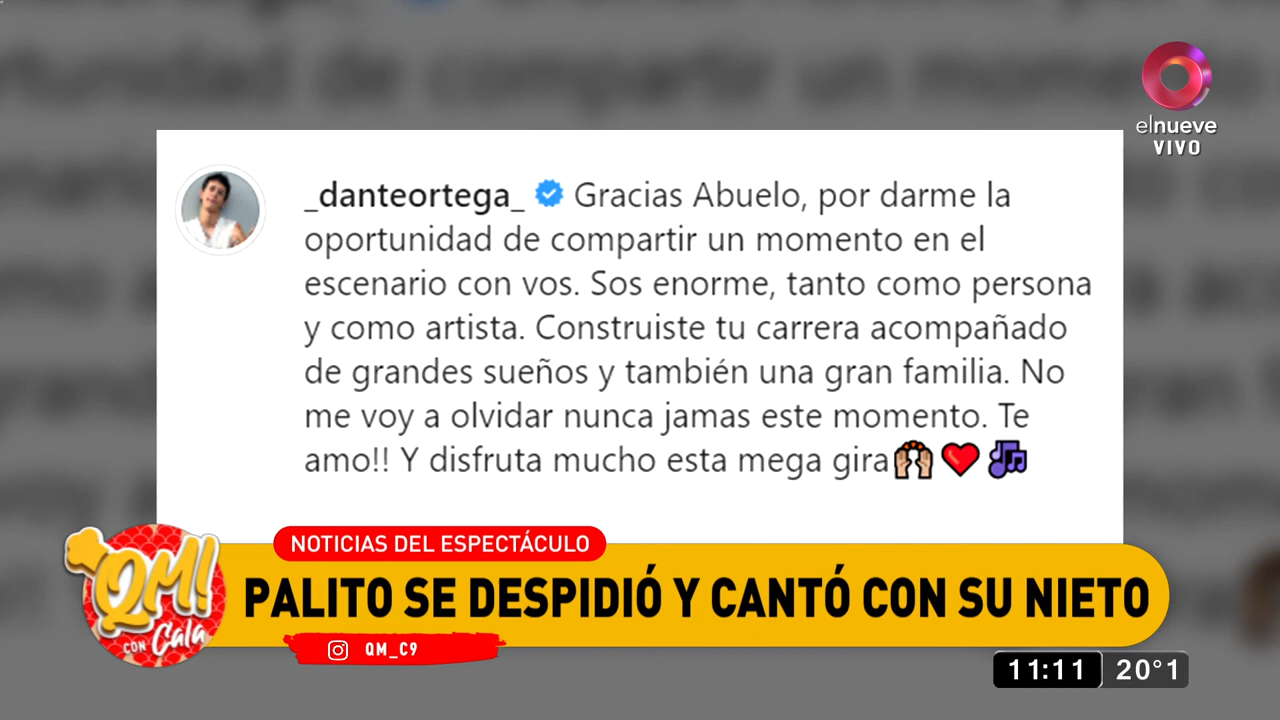 elnueve
VIVO
_danteortega_ Gracias Abuelo, por darme la
oportunidad de compartir un momento en el
escenario con vos. Sos enorme, tanto como persona
y como artista. Construiste tu carrera acompañado
de grandes sueños y también una gran familia. No
me voy a olvidar nunca jamas este momento. Te
amo!! Y disfruta mucho esta mega gira🙌🏼❤️🎶
NOTICIAS DEL ESPECTÁCULO
QM!
CON Cala
PALITO SE DESPIDIÓ Y CANTÓ CON SU NIETO
QM_C9
11:11 20°1